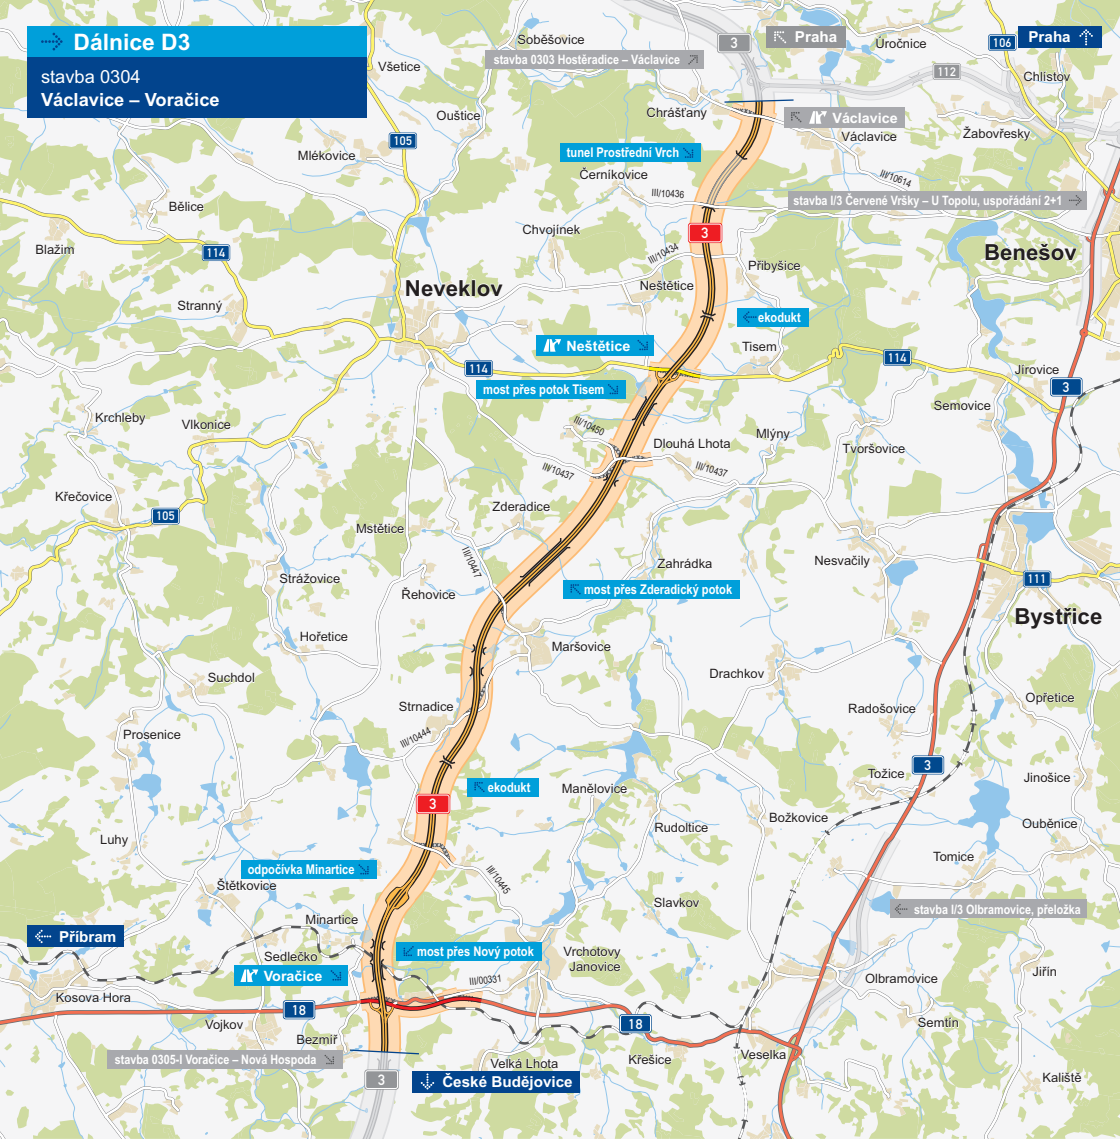 Dálnice D3
stavba 0304
Václavice – Voračice
Soběšovice
3
Praha
Úročnice
106
Praha
Všetice
stavba 0303 Hostěradice – Václavice
112
Chlístov
Ouštice
Chrášťany
Václavice
Václavice
Žabovřesky
105
Mlékovice
tunel Prostřední Vrch
Černíkovice
III/10614
III/10436
stavba I/3 Červené Vršky – U Topolu, uspořádání 2+1
Bělice
Chvojínek
3
Blažim
114
III/10434
Benešov
Přibyšice
Neveklov
Neštětice
Stranný
ekodukt
Neštětice
Tisem
114
114
Jírovice
most přes potok Tisem
3
Semovice
Krchleby
Vlkonice
III/10450
Dlouhá Lhota
Mlýny
Tvoršovice
III/10437
III/10437
Křečovice
105
Zderadice
Mstětice
III/10447
Zahrádka
Nesvačily
Strážovice
111
Řehovice
most přes Zderadický potok
Bystřice
Hořetice
Maršovice
Suchdol
Drachkov
Opřetice
Strnadice
Radošovice
Prosenice
III/10444
3
Tožice
Jinošice
ekodukt
Manělovice
3
Božkovice
Ouběnice
Rudoltice
Luhy
Tomice
odpočívka Minartice
III/10445
Štětkovice
Slavkov
stavba I/3 Olbramovice, přeložka
Minartice
Příbram
most přes Nový potok
Vrchotovy
Janovice
Sedlečko
Voračice
Jiřín
Olbramovice
III/00331
Kosova Hora
18
Vojkov
18
Semtín
Bezmíř
stavba 0305-I Voračice – Nová Hospoda
Velká Lhota
Křešice
Veselka
3
České Budějovice
Kaliště